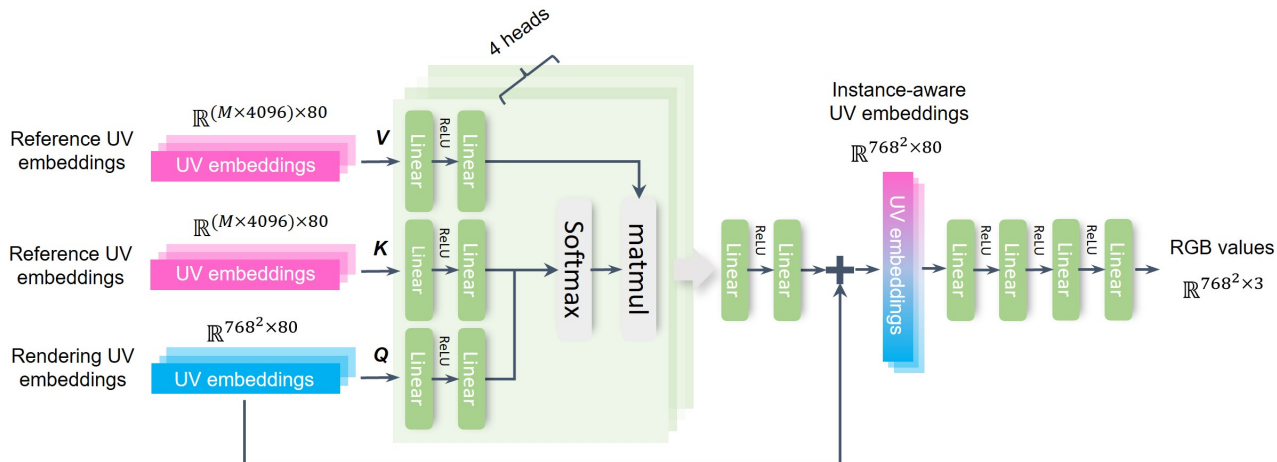 4 heads
Reference UV
embeddings
ℝ^(M×4096)×80
UV embeddings
V
Linear
ReLU
Linear
Reference UV
embeddings
ℝ^(M×4096)×80
UV embeddings
K
Linear
ReLU
Linear
Rendering UV
embeddings
ℝ^768²×80
UV embeddings
Q
Linear
ReLU
Linear
Softmax
matmul
Linear
ReLU
Linear
Instance-aware
UV embeddings
ℝ^768²×80
UV embeddings
Linear
ReLU
Linear
ReLU
Linear
ReLU
Linear
RGB values
ℝ^768²×3